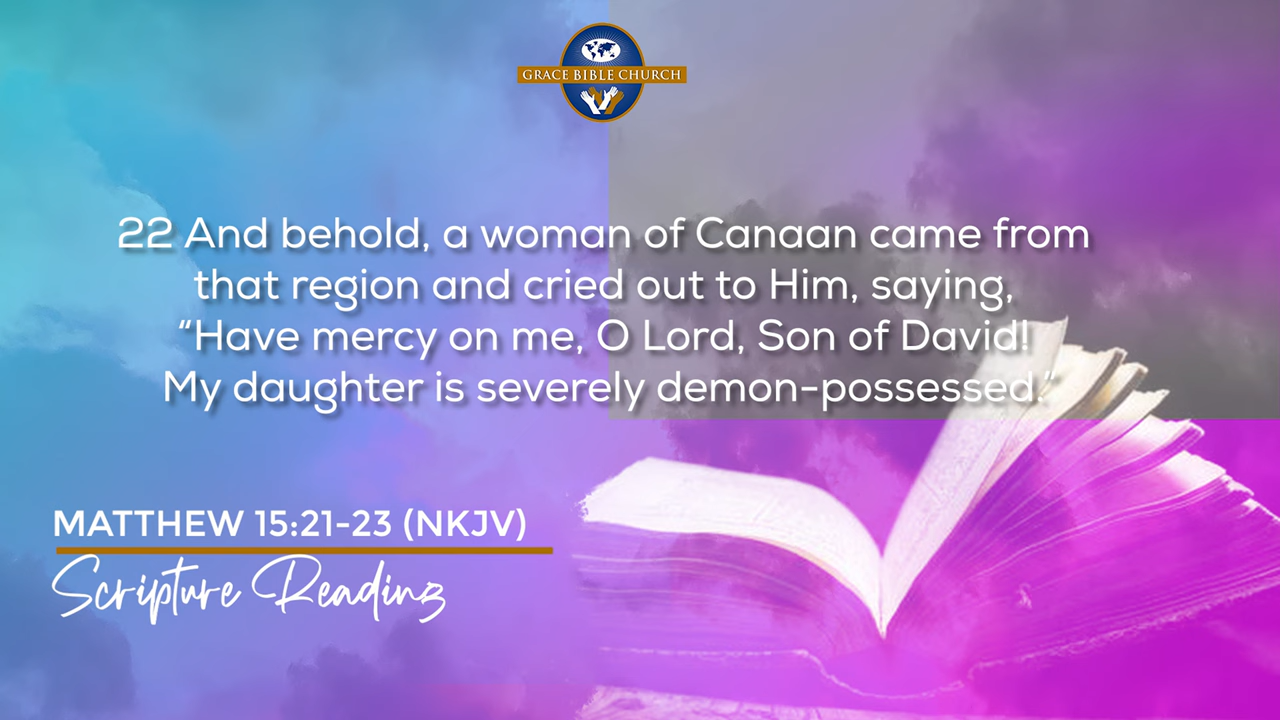 GRACE BIBLE CHURCH
22 And behold, a woman of Canaan came from
that region and cried out to Him, saying,
“Have mercy on me, O Lord, Son of David!
My daughter is severely demon-possessed.”
MATTHEW 15:21-23 (NKJV)
Scripture Reading